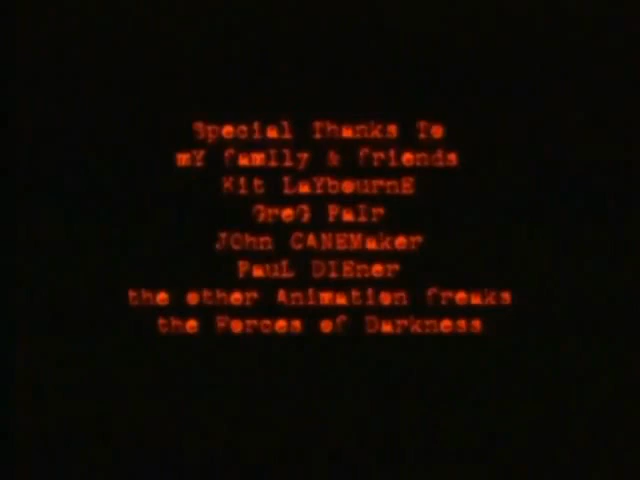 Special Thanks To
mY famIly & friends
Kit LaYbournE
GreG FaIr
JOhn CANEMaker
PauL DIEner
the other Animation freaks
the Forces of Darkness